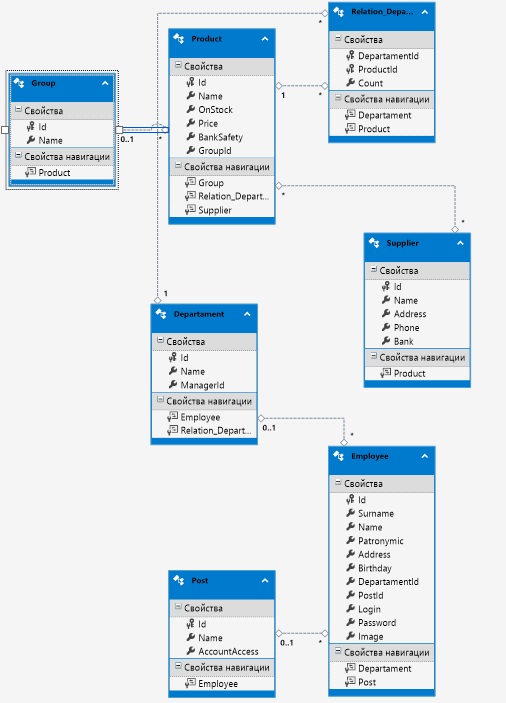 Group
Свойства
Id
Name
Свойства навигации
Product
0..1
*
Product
Свойства
Id
Name
OnStock
Price
BankSafety
GroupId
Свойства навигации
Group
Relation_Depart...
Supplier
1
*
*
Relation_Depa...
Свойства
DepartamentId
ProductId
Count
Свойства навигации
Departament
Product
*
*
Supplier
Свойства
Id
Name
Address
Phone
Bank
Свойства навигации
Product
1
Departament
Свойства
Id
Name
ManagerId
Свойства навигации
Employee
Relation_Depart...
0..1
*
Employee
Свойства
Id
Surname
Name
Patronymic
Address
Birthday
DepartamentId
PostId
Login
Password
Image
Свойства навигации
Departament
Post
Post
Свойства
Id
Name
AccountAccess
Свойства навигации
Employee
0..1
*